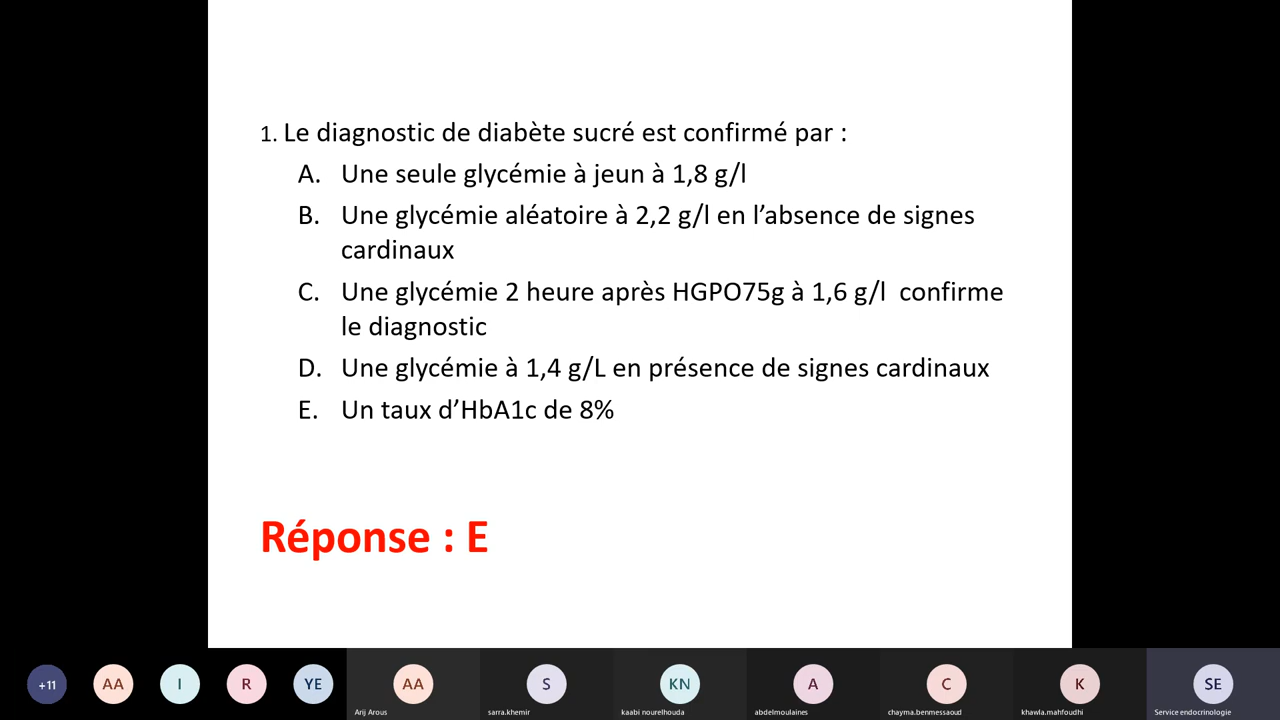 1. Le diagnostic de diabète sucré est confirmé par :
A. Une seule glycémie à jeun à 1,8 g/l
B. Une glycémie aléatoire à 2,2 g/l en l’absence de signes
cardinaux
C. Une glycémie 2 heure après HGPO75g à 1,6 g/l confirme
le diagnostic
D. Une glycémie à 1,4 g/L en présence de signes cardinaux
E. Un taux d’HbA1c de 8%
Réponse : E
+11 AA I R YE AA S KN A C K SE
Arij Arous sarra.khemir kaabi nourelhouda abdelmoulaines chayma.benmessaoud khawla.mahfoudhi Service endocrinologie